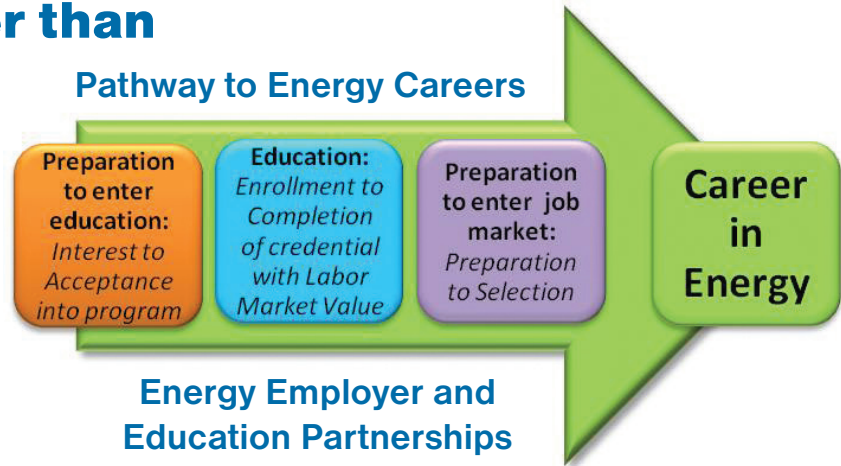 er than
Pathway to Energy Careers
Preparation
to enter
education:
Interest to
Acceptance
into program
Education:
Enrollment to
Completion
of credential
with Labor
Market Value
Preparation
to enter job
market:
Preparation
to Selection
Career
in
Energy
Energy Employer and
Education Partnerships